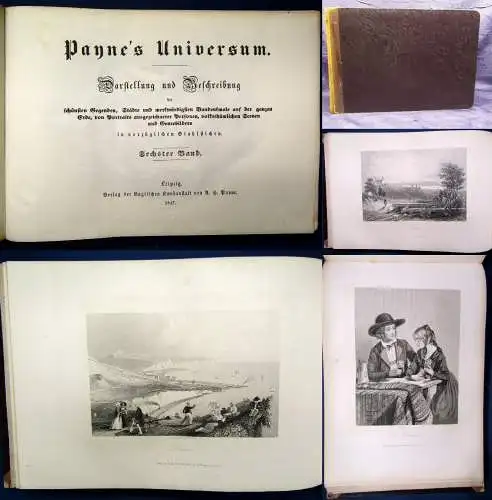 Payne's Universum.
Darstellung und Beschreibung
der
schönsten Gegenden, Städte und merkwürdigsten Baudenkmale auf der ganzen
Erde, von Portraits ausgezeichneter Personen, volksthümlichen Scenen
und Genrebildern
in vorzüglichen Stahlstichen.
Sechster Band.
Leipzig.
Verlag der Englischen Kunstanstalt von A. H. Payne.
1847.